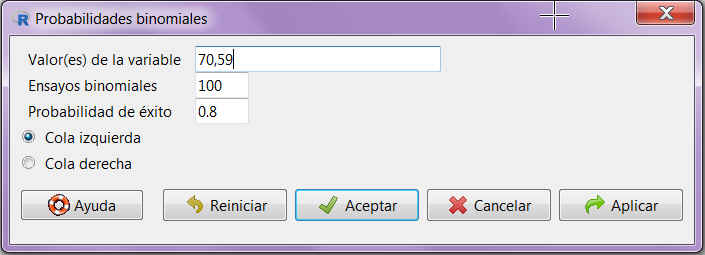 R Probabilidades binomiales
Valor(es) de la variable 70,59
Ensayos binomiales 100
Probabilidad de éxito 0.8
Cola izquierda
Cola derecha
Ayuda Reiniciar Aceptar Cancelar Aplicar